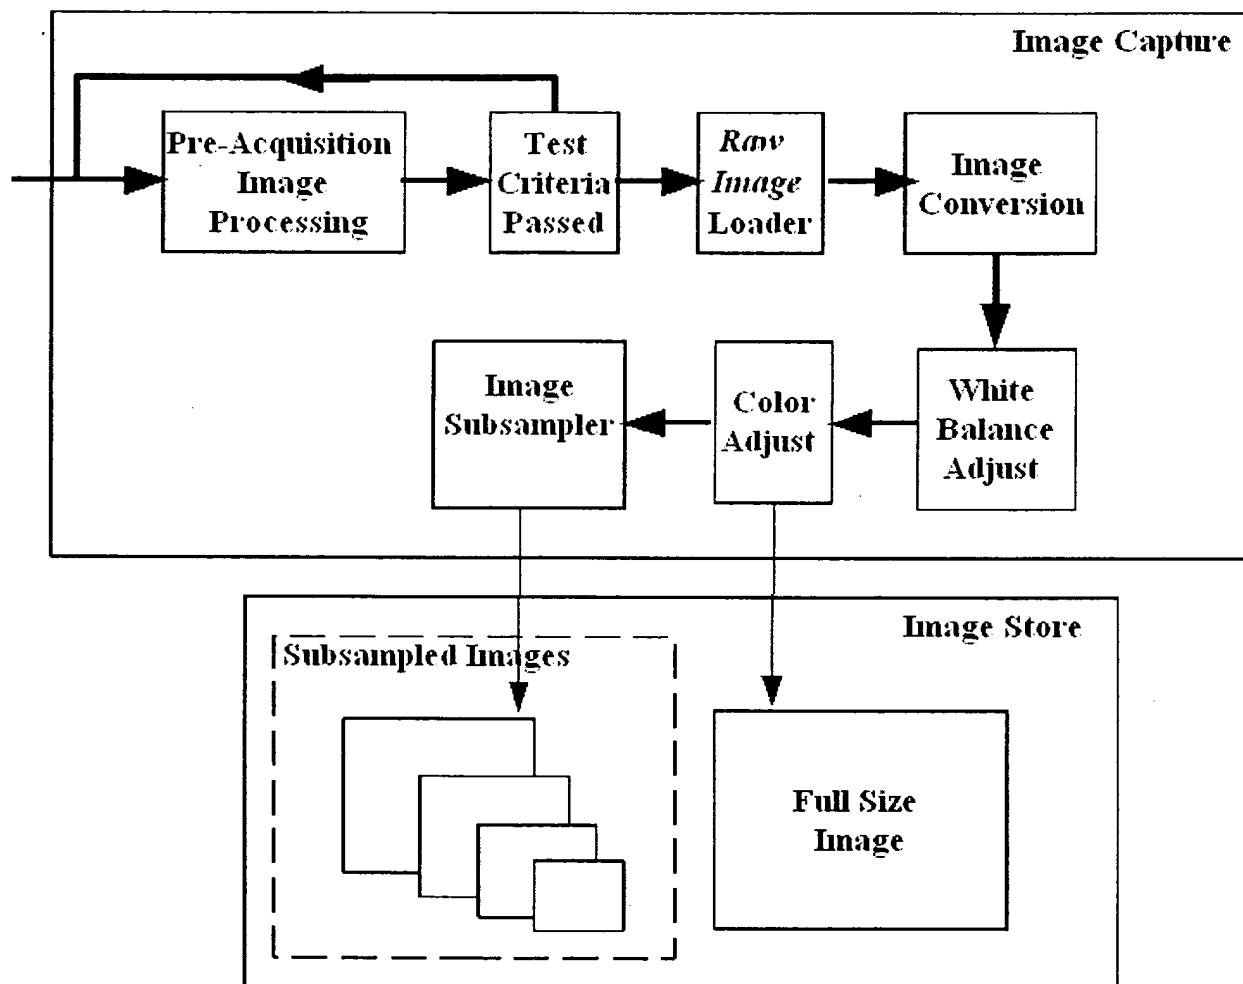 Image Capture
Pre-Acquisition
Image
Processing
Test
Criteria
Passed
Raw
Image
Loader
Image
Conversion
Image
Subsampler
Color
Adjust
White
Balance
Adjust
Image Store
Subsampled Images
Full Size
Image